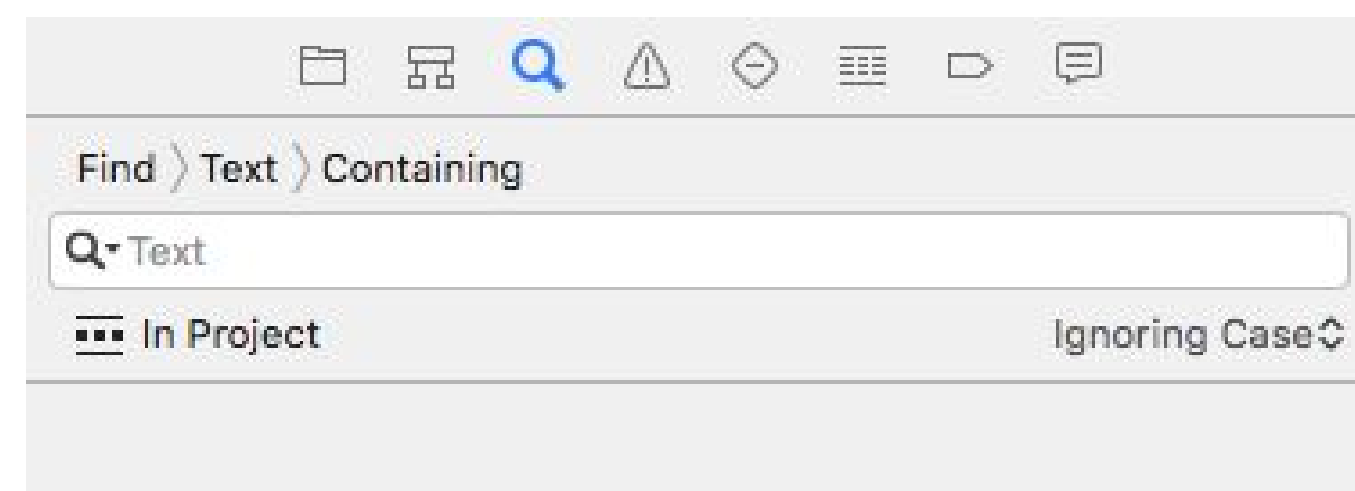 Find 〉Text 〉Containing
Text
In Project Ignoring Case